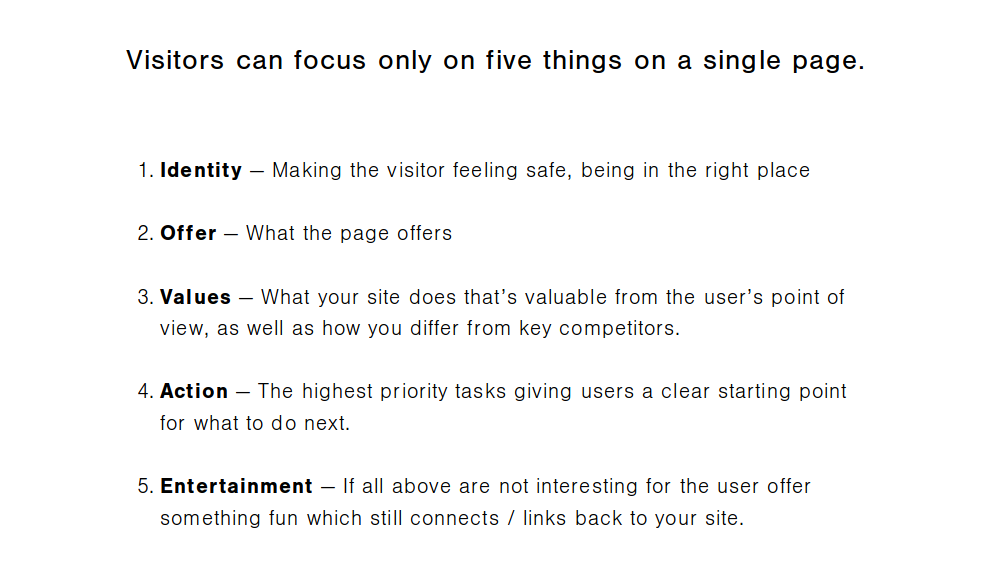 Visitors can focus only on five things on a single page.
1. Identity — Making the visitor feeling safe, being in the right place
2. Offer — What the page offers
3. Values — What your site does that’s valuable from the user’s point of
view, as well as how you differ from key competitors.
4. Action — The highest priority tasks giving users a clear starting point
for what to do next.
5. Entertainment — If all above are not interesting for the user offer
something fun which still connects / links back to your site.